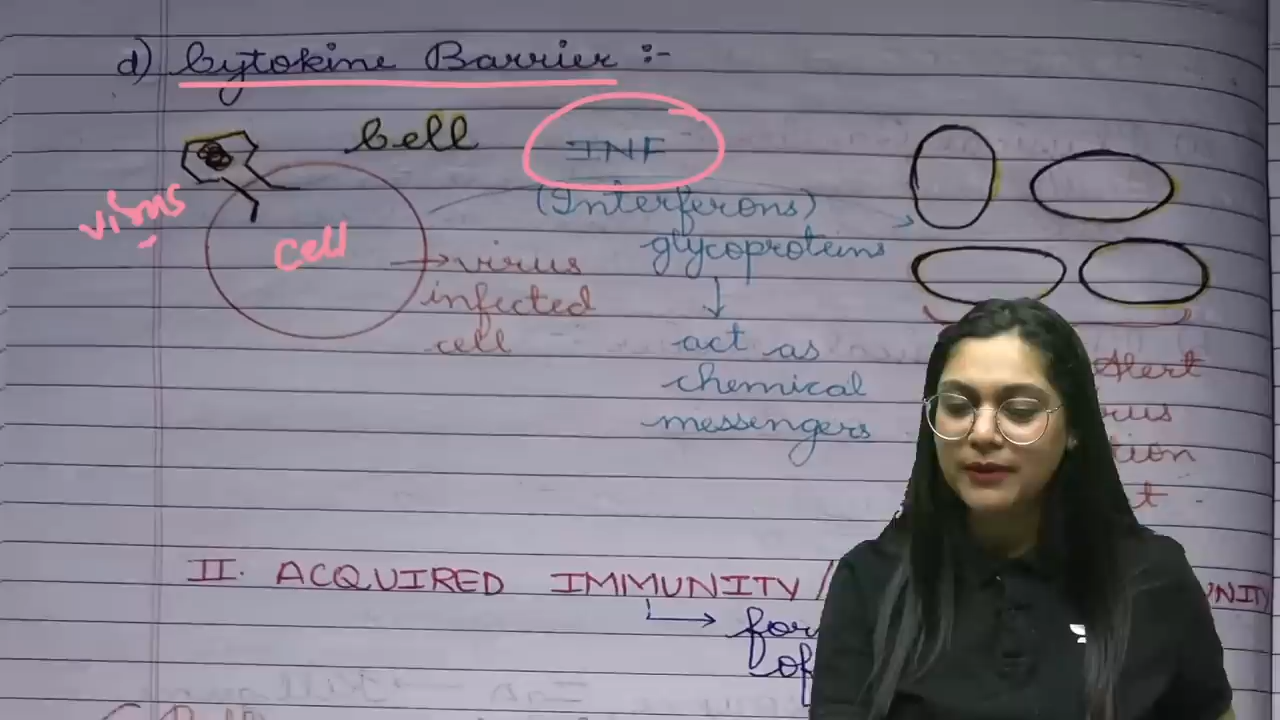 d) Cytokine Barrier :-
Cell
INF
(Interferons)
glycoproteins
virus
cell
virus
infected
cell
act as
chemical
messengers
Alert
II. ACQUIRED IMMUNITY /